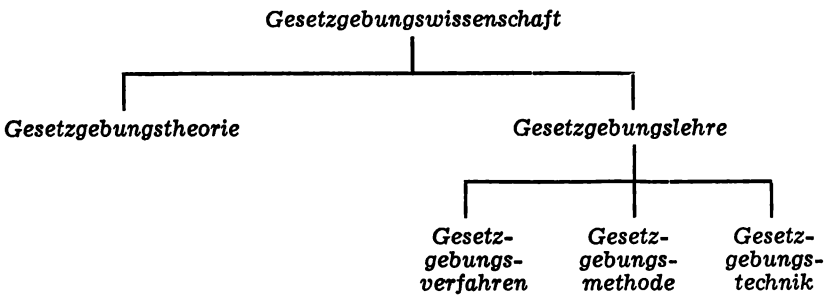 Gesetzgebungswissenschaft
Gesetzgebungstheorie
Gesetzgebungslehre
Gesetz-
gebungs-
verfahren
Gesetz-
gebungs-
methode
Gesetz-
gebungs-
technik